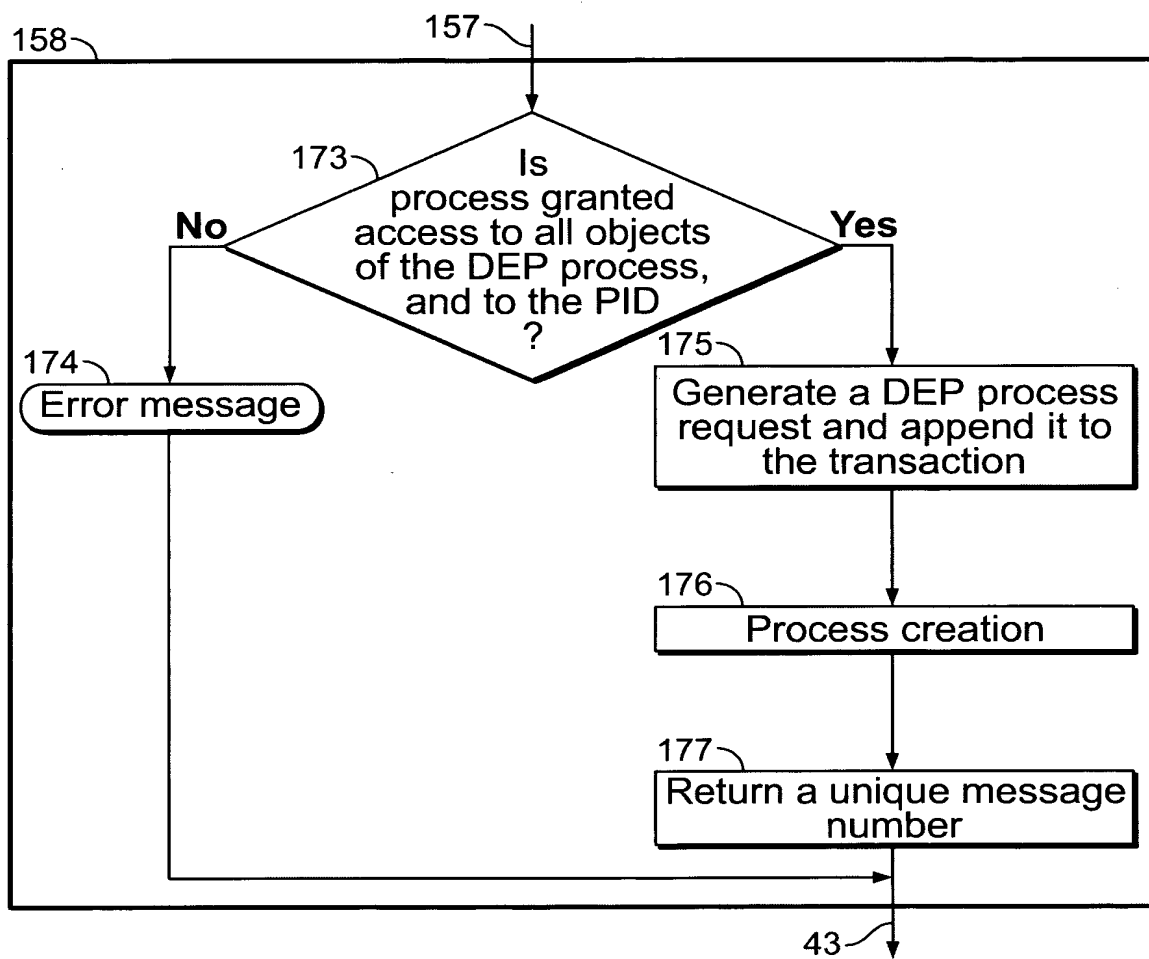 157
158
173
Is
process granted
access to all objects
of the DEP process,
and to the PID
?
No
Yes
174
Error message
175
Generate a DEP process
request and append it to
the transaction
176
Process creation
177
Return a unique message
number
43